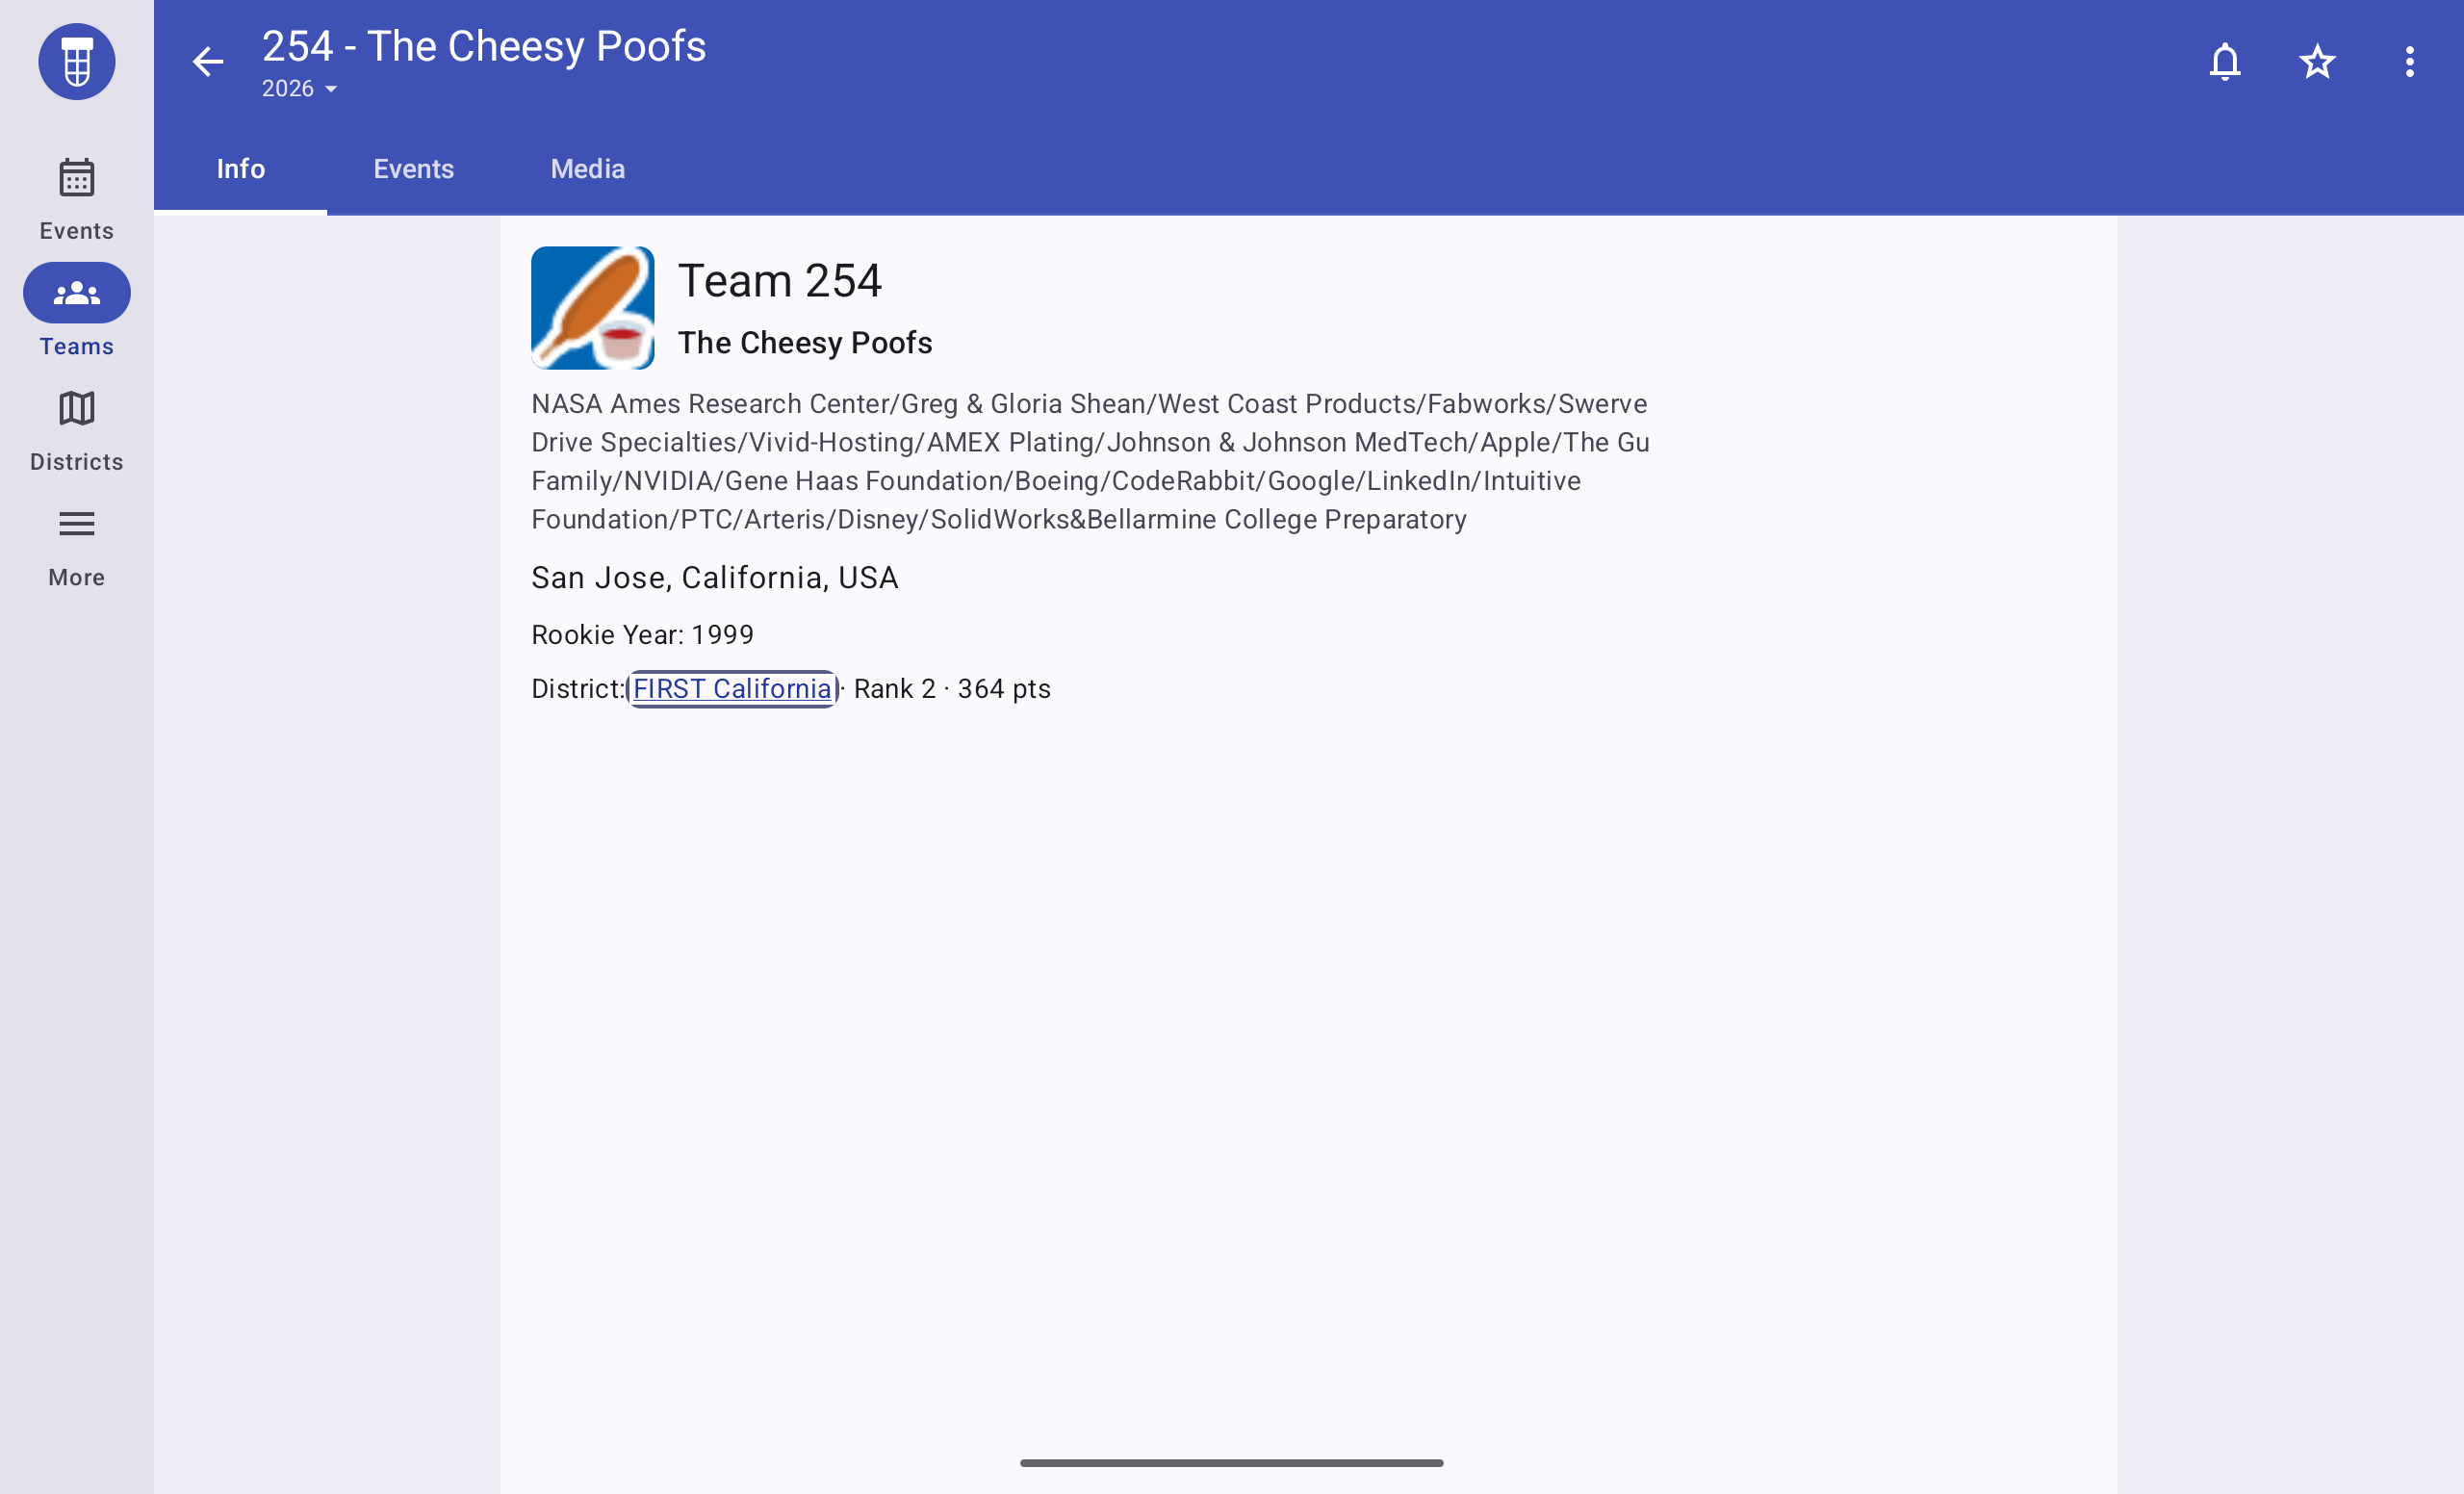 254 - The Cheesy Poofs
2026
Info
Events
Media
Events
Teams
Districts
More
Team 254
The Cheesy Poofs
NASA Ames Research Center/Greg & Gloria Shean/West Coast Products/Fabworks/Swerve
Drive Specialties/Vivid-Hosting/AMEX Plating/Johnson & Johnson MedTech/Apple/The Gu
Family/NVIDIA/Gene Haas Foundation/Boeing/CodeRabbit/Google/LinkedIn/Intuitive
Foundation/PTC/Arteris/Disney/SolidWorks&Bellarmine College Preparatory
San Jose, California, USA
Rookie Year: 1999
District: FIRST California · Rank 2 · 364 pts